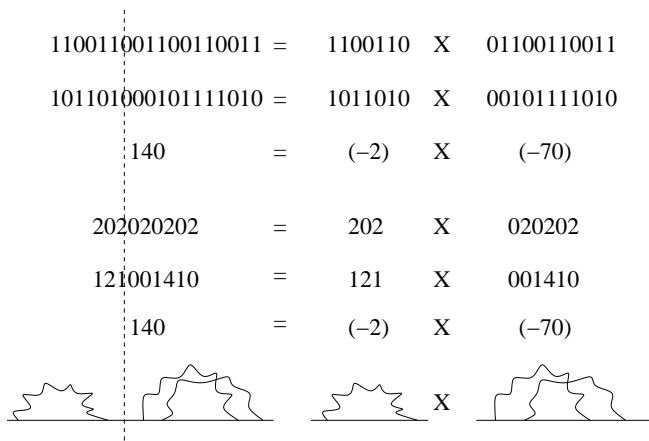 110011001100110011 = 1100110 X 01100110011
101101000101111010 = 1011010 X 00101111010
140 = (−2) X (−70)
202020202 = 202 X 020202
121001410 = 121 X 001410
140 = (−2) X (−70)
X